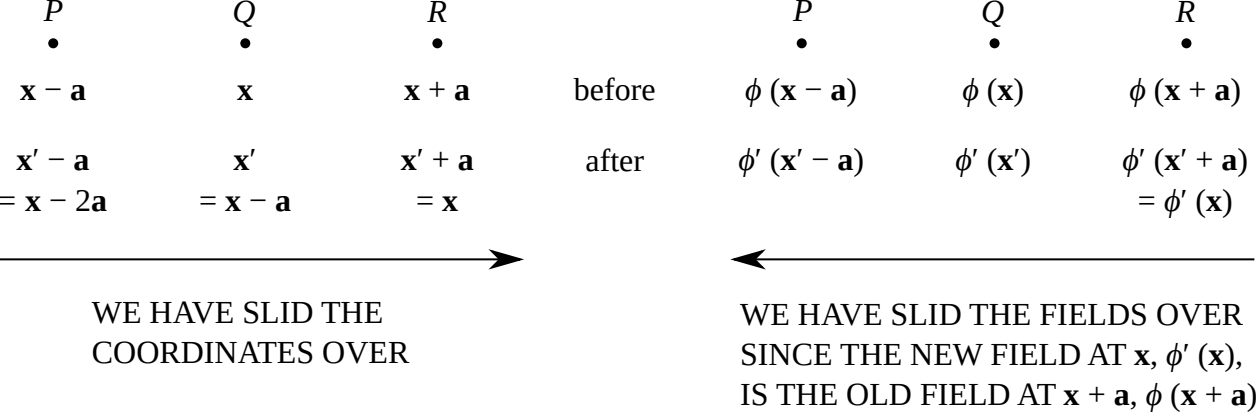 P Q R P Q R
x − a x x + a before ϕ (x − a) ϕ (x) ϕ (x + a)
x′ − a x′ x′ + a after ϕ′ (x′ − a) ϕ′ (x′) ϕ′ (x′ + a)
= x − 2a = x − a = x = ϕ′ (x)
WE HAVE SLID THE
COORDINATES OVER
WE HAVE SLID THE FIELDS OVER
SINCE THE NEW FIELD AT x, ϕ′ (x),
IS THE OLD FIELD AT x + a, ϕ (x + a)